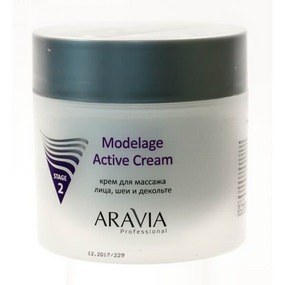 Modelage
Active Cream
STAGE
2
крем для массажа
лица, шеи и декольте
ARAVIA
Professional
12.2017/229